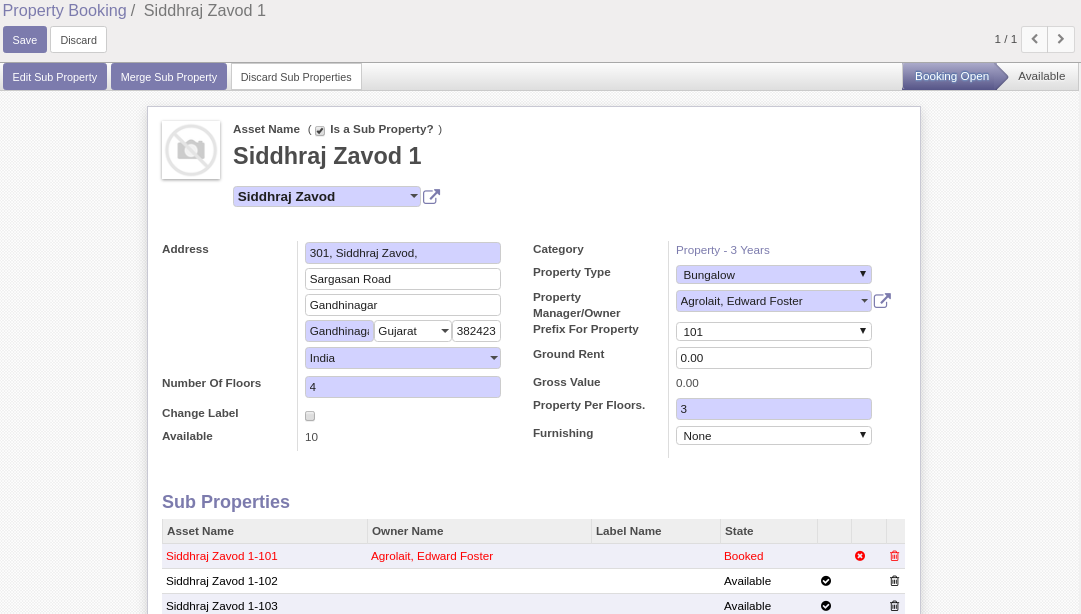 Property Booking / Siddhraj Zavod 1
Save Discard 1 / 1
Edit Sub Property Merge Sub Property Discard Sub Properties Booking Open Available
Asset Name ( Is a Sub Property? )
Siddhraj Zavod 1
Siddhraj Zavod
Address 301, Siddhraj Zavod, Category Property - 3 Years
Sargasan Road Property Type Bungalow
Gandhinagar Property Manager/Owner Agrolait, Edward Foster
Gandhinaga Gujarat 382423 Prefix For Property 101
India Ground Rent 0.00
Number Of Floors 4 Gross Value 0.00
Change Label Property Per Floors. 3
Available 10 Furnishing None
Sub Properties
Asset Name Owner Name Label Name State
Siddhraj Zavod 1-101 Agrolait, Edward Foster Booked
Siddhraj Zavod 1-102 Available
Siddhraj Zavod 1-103 Available